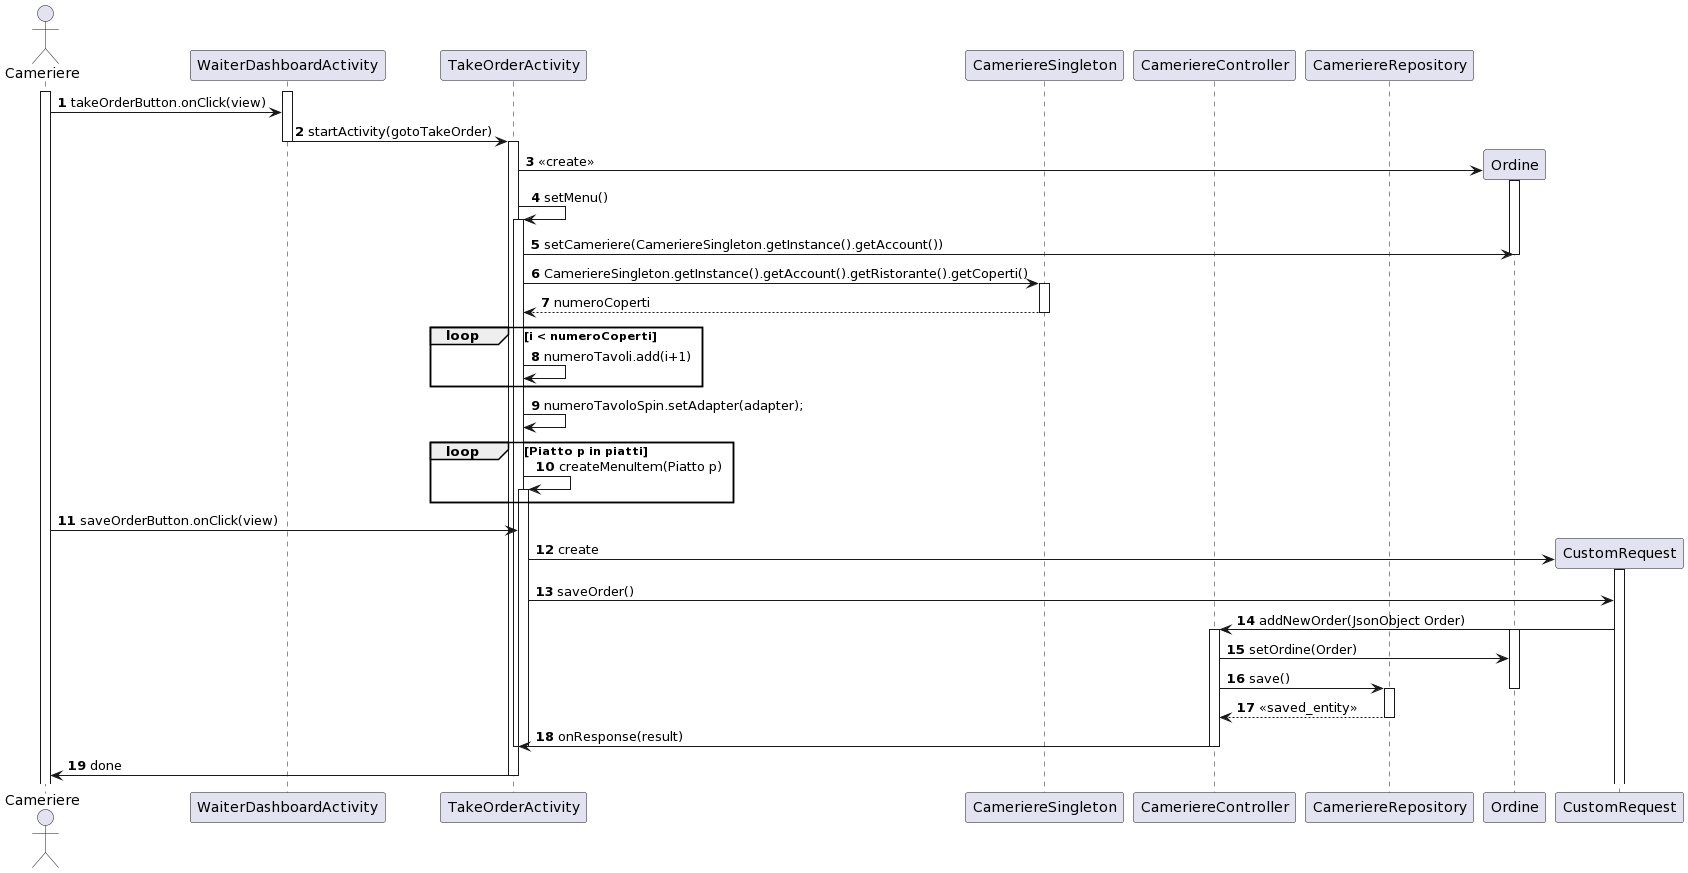 Cameriere
WaiterDashboardActivity
TakeOrderActivity
CameriereSingleton
CameriereController
CameriereRepository
1 takeOrderButton.onClick(view)
2 startActivity(gotoTakeOrder)
3 «create»
Ordine
4 setMenu()
5 setCameriere(CameriereSingleton.getInstance().getAccount())
6 CameriereSingleton.getInstance().getAccount().getRistorante().getCoperti()
7 numeroCoperti
loop [i < numeroCoperti]
8 numeroTavoli.add(i+1)
9 numeroTavoloSpin.setAdapter(adapter);
loop [Piatto p in piatti]
10 createMenuItem(Piatto p)
11 saveOrderButton.onClick(view)
12 create
CustomRequest
13 saveOrder()
14 addNewOrder(JsonObject Order)
15 setOrdine(Order)
16 save()
17 «saved_entity»
18 onResponse(result)
19 done
Cameriere
WaiterDashboardActivity
TakeOrderActivity
CameriereSingleton
CameriereController
CameriereRepository
Ordine
CustomRequest